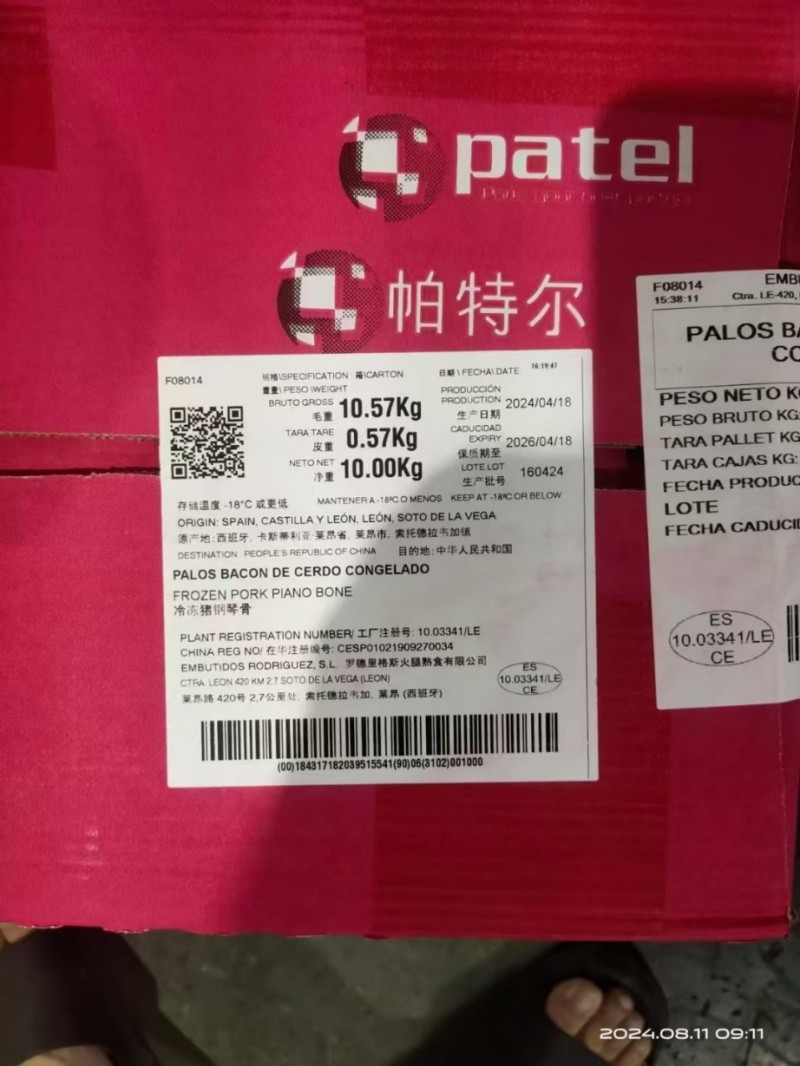 patel
帕特尔
F08014
规格\SPECIFICATION 箱\CARTON
日期\ FECHA\ DATE
16:19:47
重量\ PESO \WEIGHT
BRUTO GROSS 10.57Kg
毛重
TARA TARE 0.57Kg
皮重
NETO NET 10.00Kg
净重
PRODUCCIÓN
PRODUCTION 2024/04/18
生产日期
CADUCIDAD
EXPIRY 2026/04/18
保质期至
LOTE LOT 160424
生产批号
存储温度 -18°C 或更低 MANTENER A -18ºC O MENOS KEEP AT -18ºC OR BELOW
ORIGIN: SPAIN, CASTILLA Y LEÓN, LEÓN, SOTO DE LA VEGA
原产地: 西班牙, 卡斯蒂利亚-莱昂省, 莱昂市, 索托德拉韦加镇
DESTINATION PEOPLE'S REPUBLIC OF CHINA 目的地: 中华人民共和国
PALOS BACON DE CERDO CONGELADO
FROZEN PORK PIANO BONE
冷冻猪钢琴骨
PLANT REGISTRATION NUMBER/ 工厂注册号: 10.03341/LE
CHINA REG NO/ 在华注册编号: CESP01021909270034
EMBUTIDOS RODRIGUEZ, S.L. 罗德里格斯火腿熟食有限公司
CTRA. LEON 420 KM 2.7 SOTO DE LA VEGA (LEON)
莱昂路 420号 2,7公里处, 索托德拉韦加, 莱昂 (西班牙)
ES
10.03341/LE
CE
(00)184317182039515541(90)06(3102)001000
F08014
15:38:11
EMB
Ctra. LE-420,
PALOS BA
CO
PESO NETO KG
PESO BRUTO KG
TARA PALLET KG
TARA CAJAS KG:
FECHA PRODUC
LOTE
FECHA CADUCID
ES
10.03341/LE
CE
2024.08.11 09:11